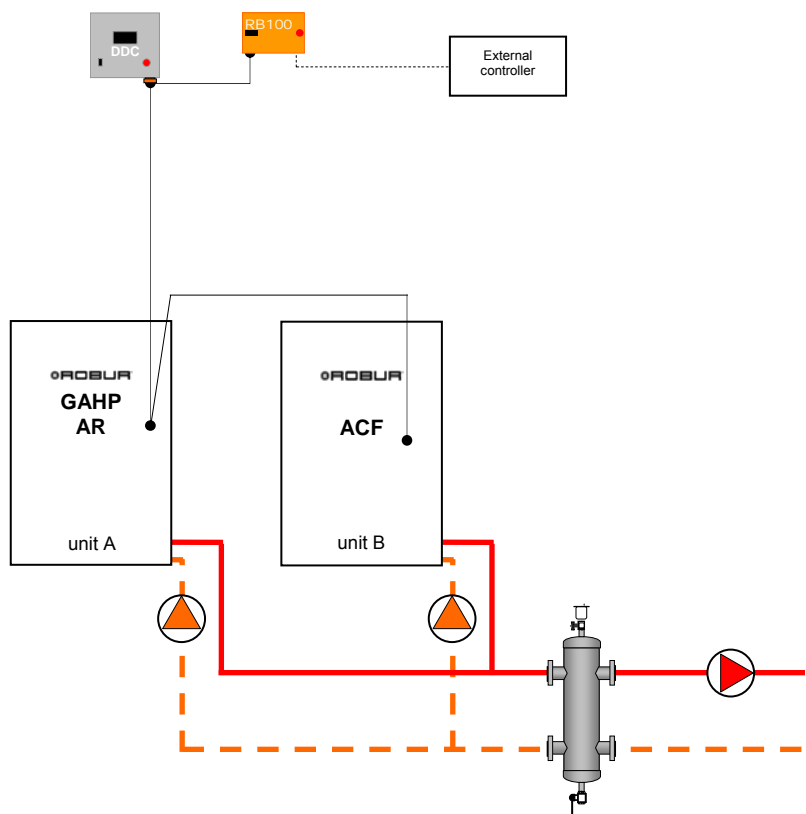 DDC
RB100
External
controller
ROBUR
GAHP
AR
unit A
ROBUR
ACF
unit B